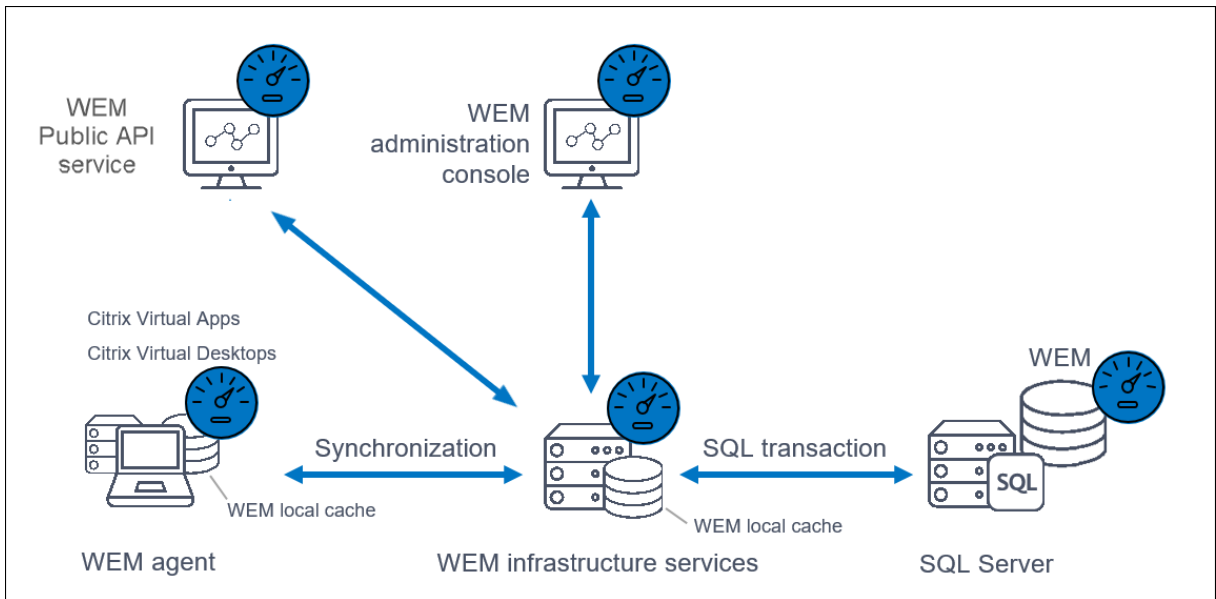 WEM
Public API
service
WEM
administration
console
Citrix Virtual Apps
Citrix Virtual Desktops
WEM
Synchronization
SQL transaction
SQL
WEM local cache
WEM local cache
WEM agent
WEM infrastructure services
SQL Server